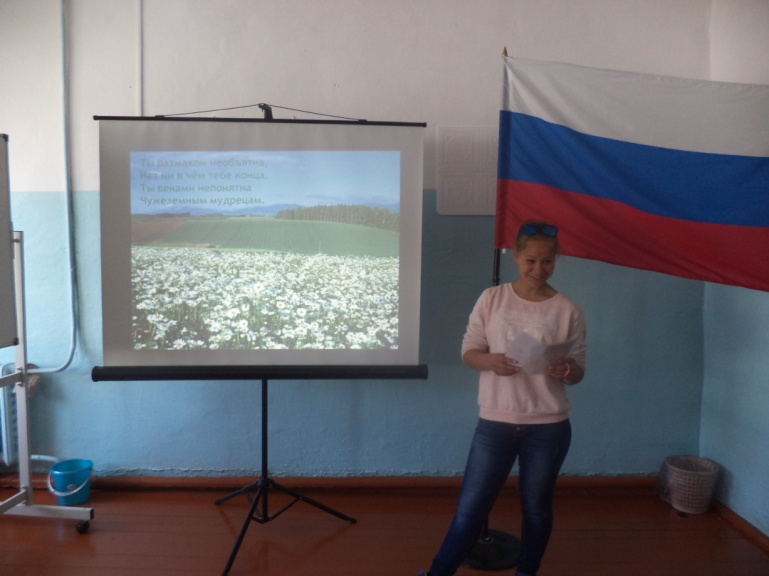 Ты размахом необъятна,
Нет ни в чём тебе конца.
Ты веками непонятна
Чужеземным мудрецам.